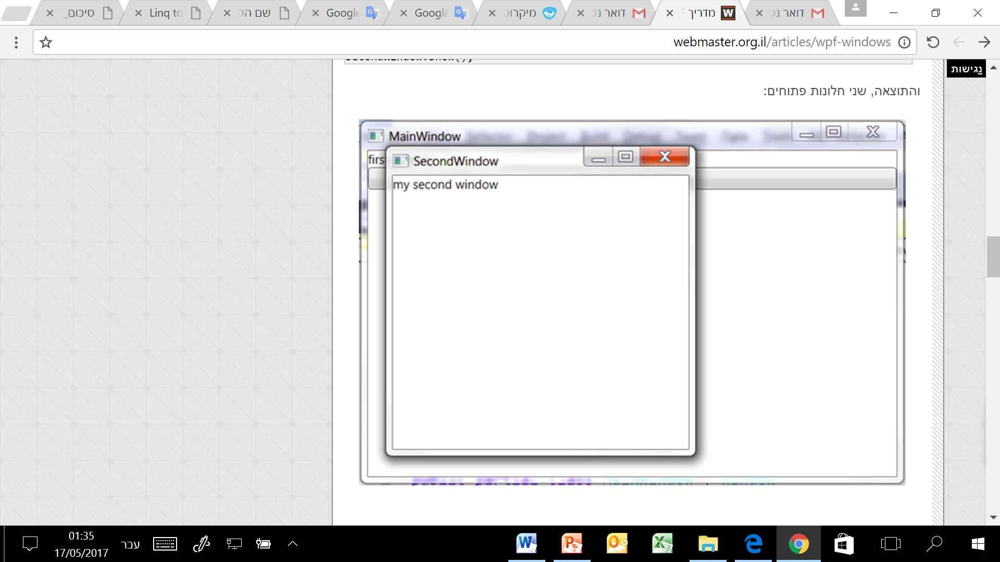 סיכום_
Linq to
שם הק
Google
Google
מיקרוס
דואר נכ
מדריך
דואר נכ
webmaster.org.il/articles/wpf-windows
נגישות
והתוצאה, שני חלונות פתוחים:
MainWindow
SecondWindow
my second window
01:35
17/05/2017
עבר